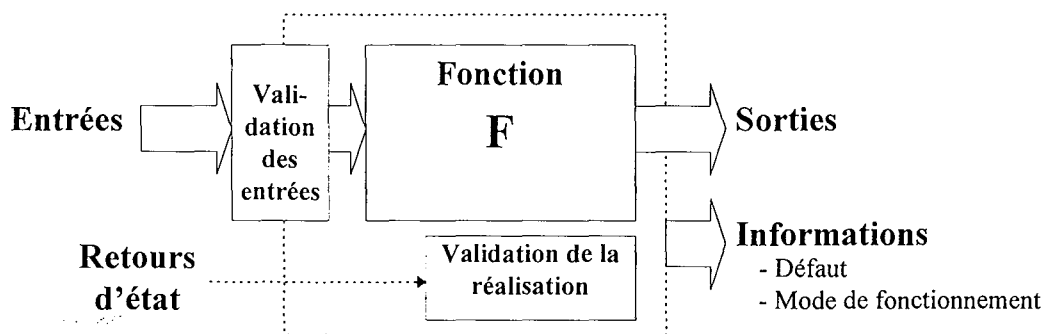 Entrées
Vali-
dation
des
entrées
Fonction
F
Sorties
Retours
d'état
Validation de la
réalisation
Informations
- Défaut
- Mode de fonctionnement